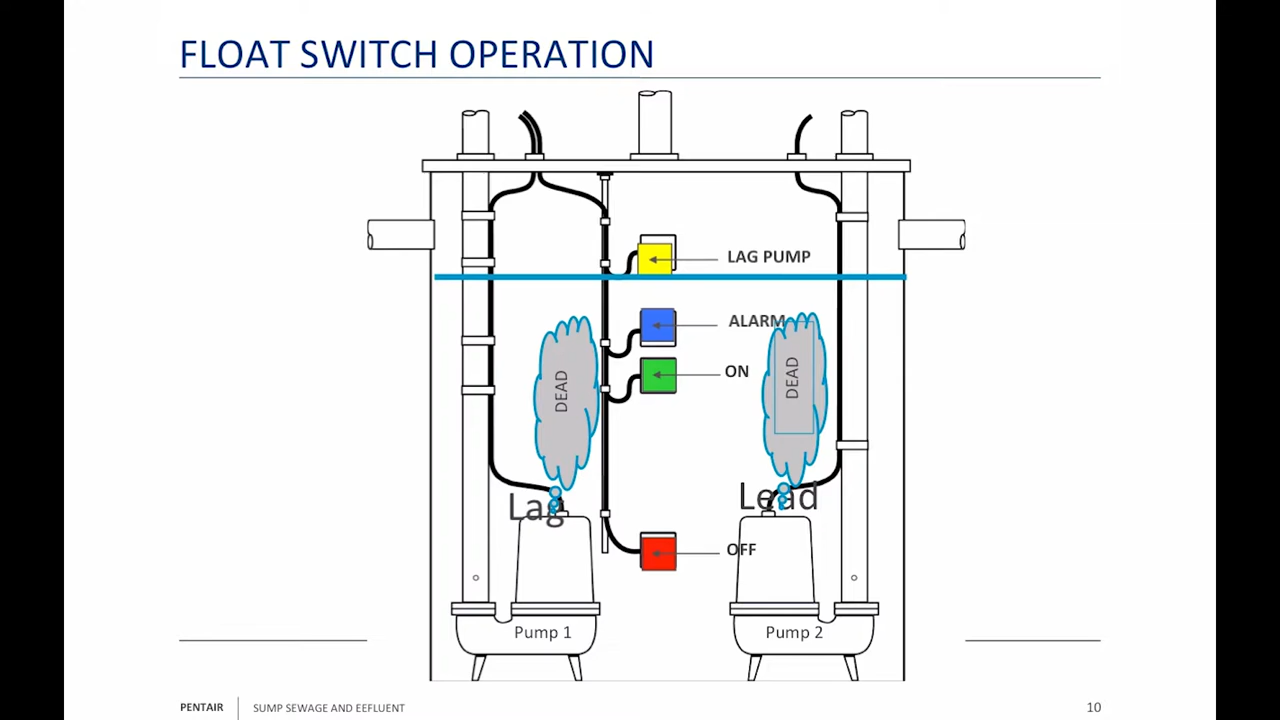 FLOAT SWITCH OPERATION
LAG PUMP
ALARM
ON
DEAD
DEAD
Lag
Lead
OFF
Pump 1
Pump 2
PENTAIR
SUMP SEWAGE AND EEFLUENT
10